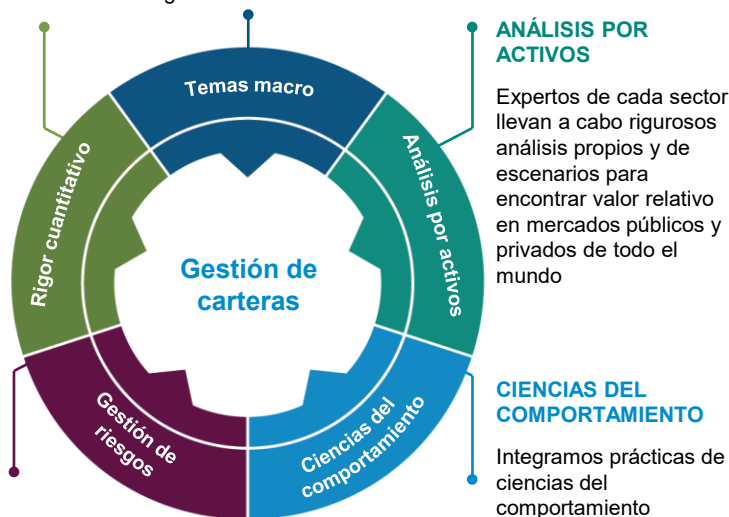 Temas macro
Rigor cuantitativo
Análisis por activos
Gestión de
carteras
Gestión de
riesgos
Ciencias del
comportamiento
ANÁLISIS POR
ACTIVOS
Expertos de cada sector
llevan a cabo rigurosos
análisis propios y de
escenarios para
encontrar valor relativo
en mercados públicos y
privados de todo el
mundo
CIENCIAS DEL
COMPORTAMIENTO
Integramos prácticas de
ciencias del
comportamiento